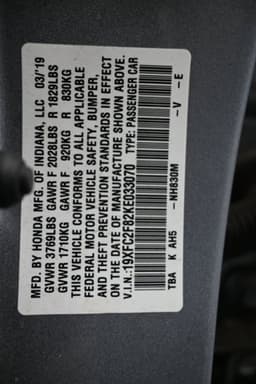 MFD. BY HONDA MFG. OF INDIANA, LLC 03/'19
GVWR 3769LBS GAWR F 2028LBS R 1829LBS
GVWR 1710KG GAWR F 920KG R 830KG
THIS VEHICLE CONFORMS TO ALL APPLICABLE
FEDERAL MOTOR VEHICLE SAFETY, BUMPER,
AND THEFT PREVENTION STANDARDS IN EFFECT
ON THE DATE OF MANUFACTURE SHOWN ABOVE.
V.I.N.:19XFC2F82KE033070 TYPE: PASSENGER CAR
-NH830M -V -E
TBA K AH5